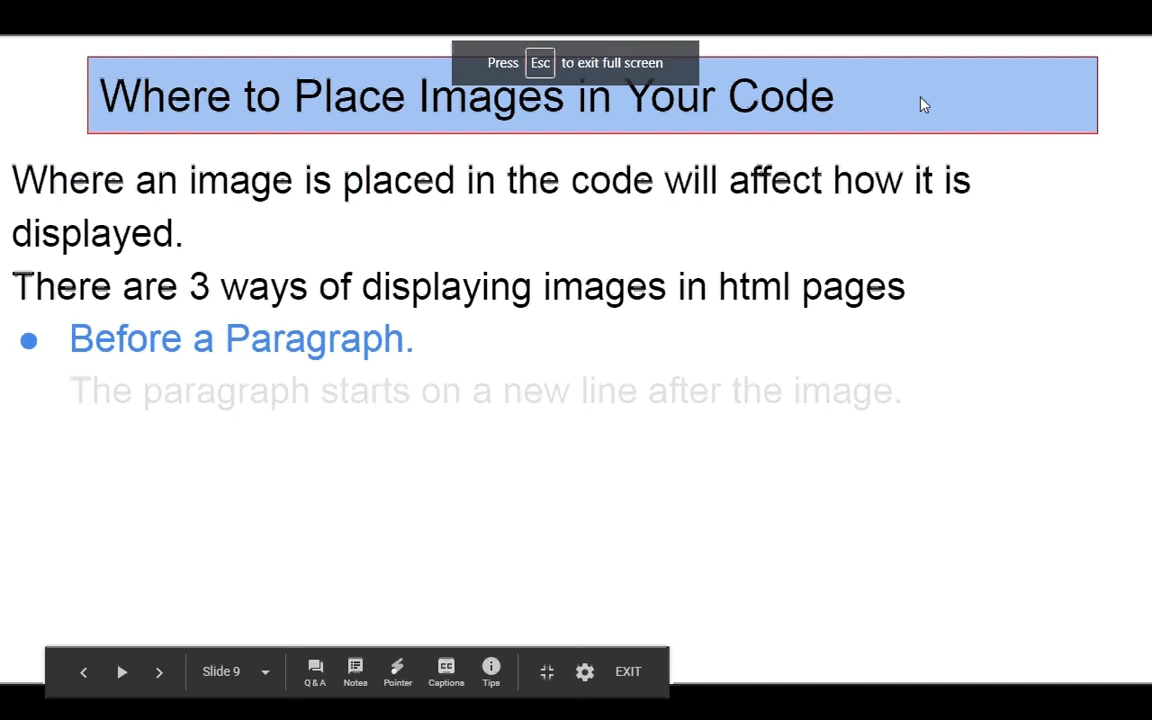 Press Esc to exit full screen
Where to Place Images in Your Code
Where an image is placed in the code will affect how it is
displayed.
There are 3 ways of displaying images in html pages
● Before a Paragraph.
The paragraph starts on a new line after the image.
Slide 9
Q&A Notes Pointer Captions Tips EXIT
CC